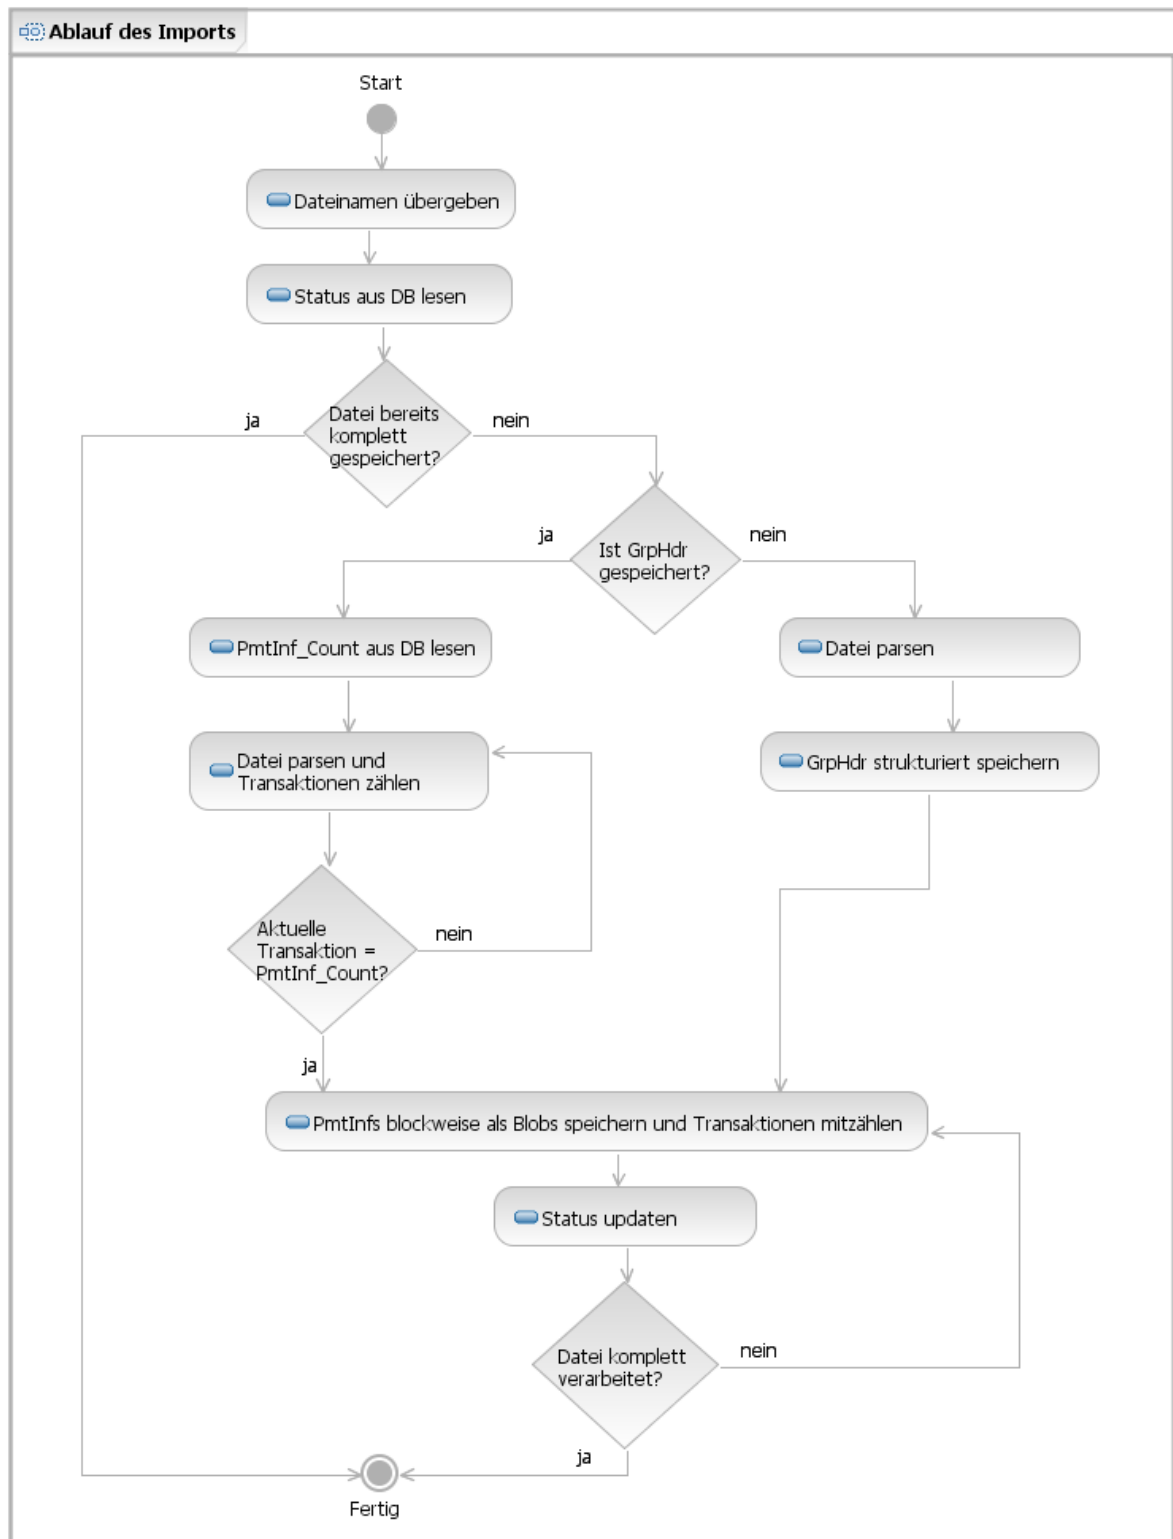 Ablauf des Imports
Start
Dateinamen übergeben
Status aus DB lesen
ja
Datei bereits
komplett
gespeichert?
nein
ja
Ist GrpHdr
gespeichert?
nein
PmtInf_Count aus DB lesen
Datei parsen
Datei parsen und
Transaktionen zählen
GrpHdr strukturiert speichern
Aktuelle
Transaktion =
PmtInf_Count?
nein
ja
PmtInfs blockweise als Blobs speichern und Transaktionen mitzählen
Status updaten
Datei komplett
verarbeitet?
nein
ja
Fertig